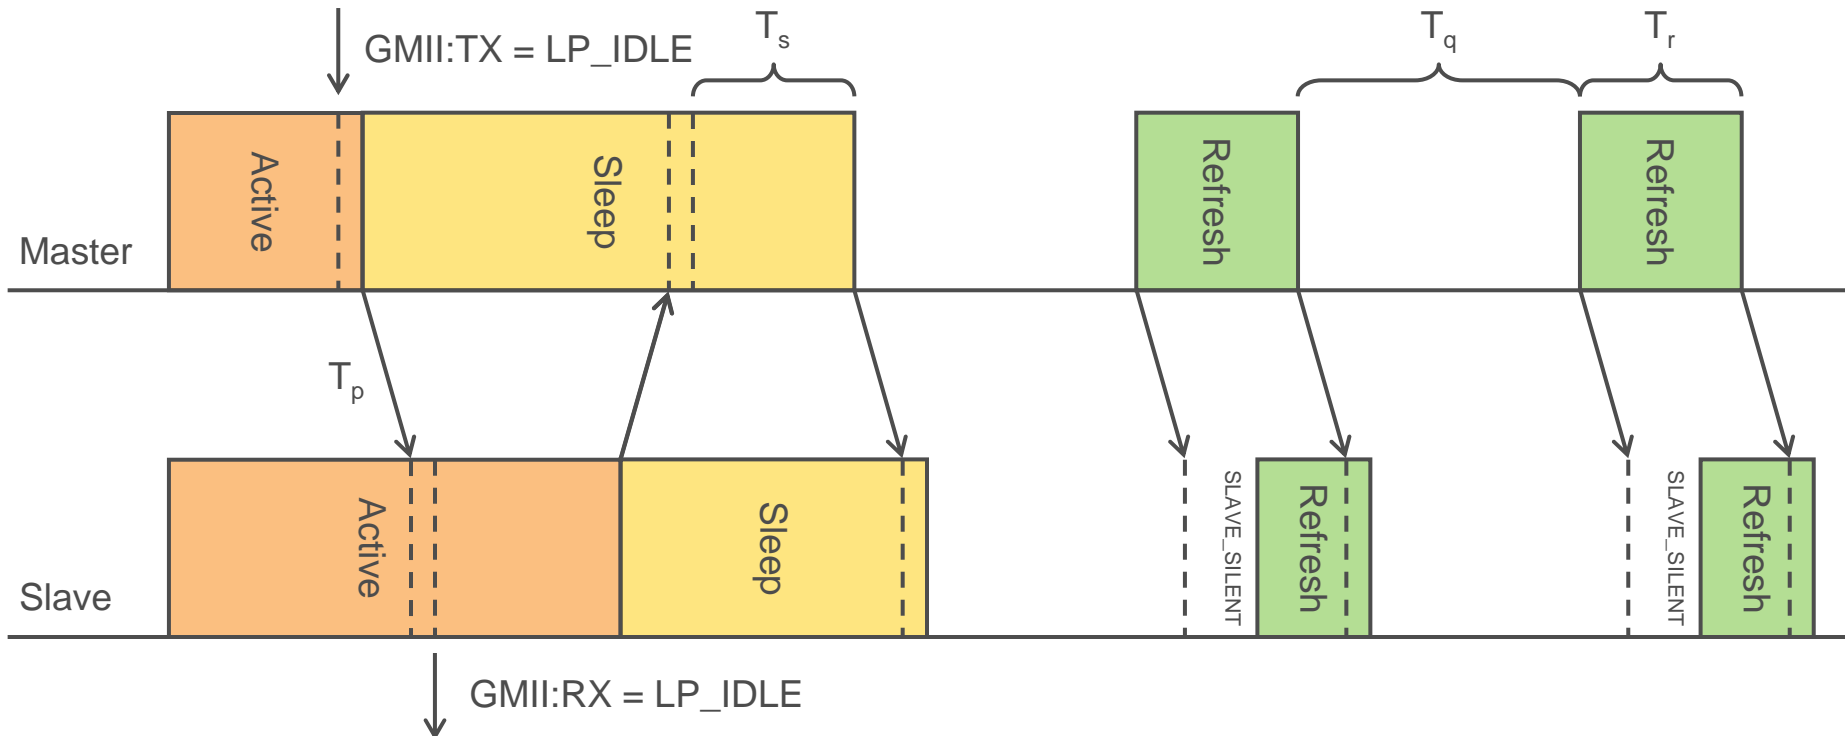 GMII:TX = LP_IDLE
Ts
Tq
Tr
Master
Active
Sleep
Refresh
Refresh
Tp
Slave
Active
Sleep
SLAVE_SILENT
Refresh
SLAVE_SILENT
Refresh
GMII:RX = LP_IDLE